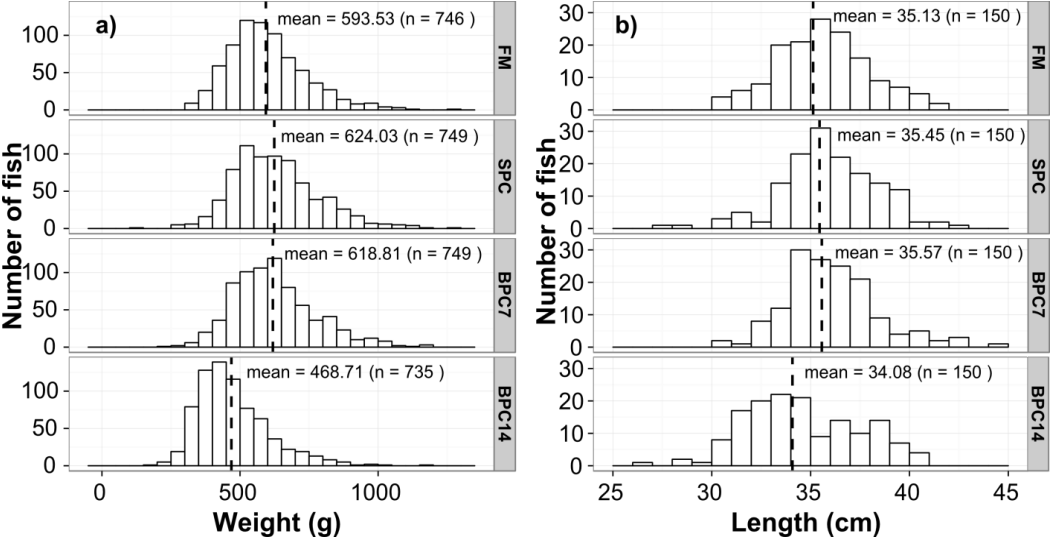 a)
mean = 593.53 (n = 746 )
FM
100
50
0
mean = 624.03 (n = 749 )
SPC
100
50
0
mean = 618.81 (n = 749 )
BPC7
100
50
0
mean = 468.71 (n = 735 )
BPC14
100
50
0
Number of fish
0 500 1000
Weight (g)
b)
mean = 35.13 (n = 150 )
FM
30
20
10
0
mean = 35.45 (n = 150 )
SPC
30
20
10
0
mean = 35.57 (n = 150 )
BPC7
30
20
10
0
mean = 34.08 (n = 150 )
BPC14
30
20
10
0
Number of fish
25 30 35 40 45
Length (cm)